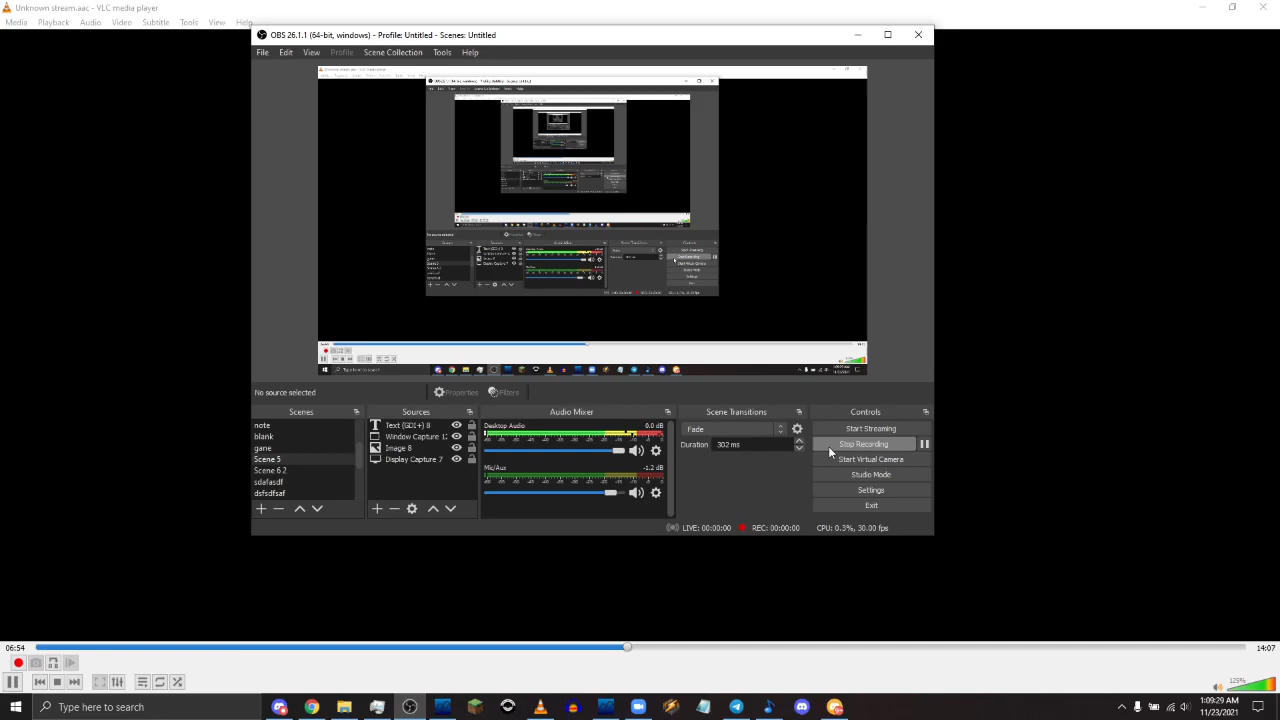 Unknown stream.aac - VLC media player
Media Playback Audio Video Subtitle Tools View Help
OBS 26.1.1 (64-bit, windows) - Profile: Untitled - Scenes: Untitled
File Edit View Profile Scene Collection Tools Help
No source selected Properties Filters
Scenes Sources Audio Mixer Scene Transitions Controls
note
blank
gane
Scene 5
Scene 6 2
sdafasdf
dsfsdfsaf
Text (GDI+) 8
Window Capture 12
Image 8
Display Capture 7
Desktop Audio 0.0 dB
Mic/Aux -1.2 dB
Fade
Duration 302 ms
Start Streaming
Stop Recording
Start Virtual Camera
Studio Mode
Settings
Exit
LIVE: 00:00:00 REC: 00:00:00 CPU: 0.3%, 30.00 fps
06:54 14:07
125%
Type here to search
1:09:29 AM
11/23/2021